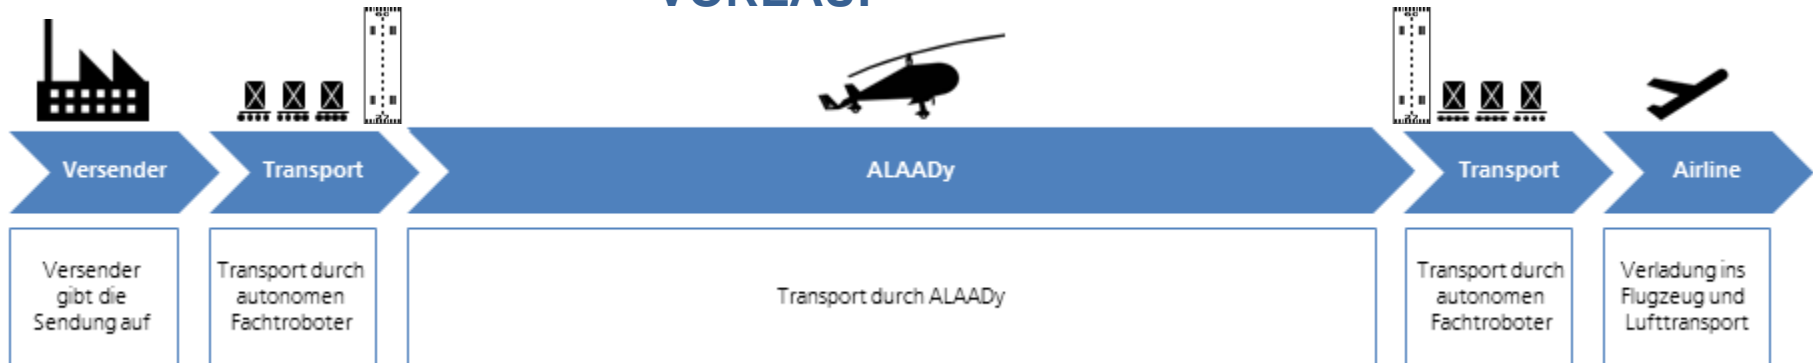 VORLAUF
Versender
Transport
ALAADy
Transport
Airline
Versender
gibt die
Sendung auf
Transport durch
autonomen
Fachtroboter
Transport durch ALAADy
Transport durch
autonomen
Fachtroboter
Verladung ins
Flugzeug und
Lufttransport